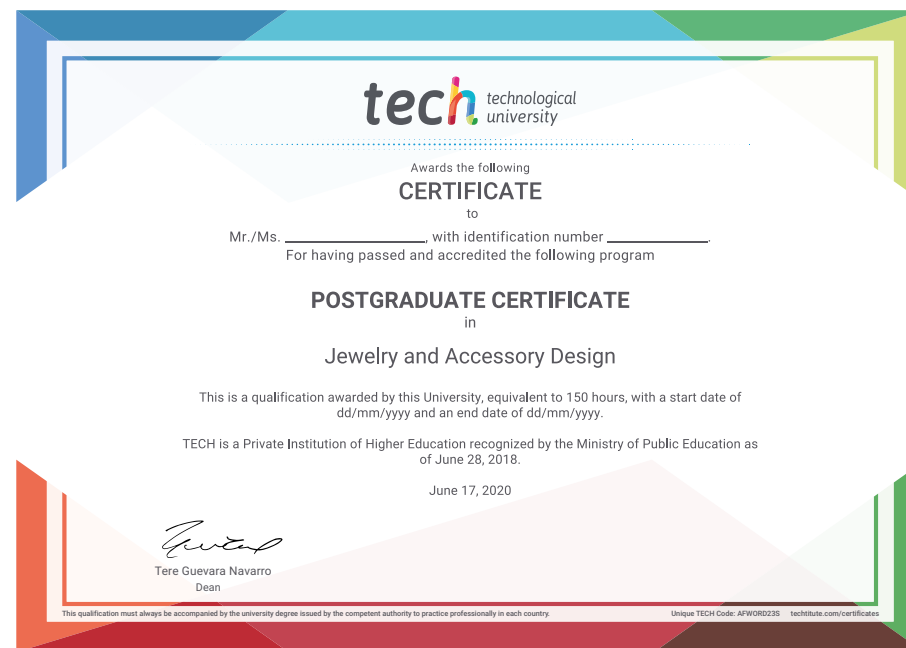 tech technological
university
Awards the following
CERTIFICATE
to
Mr./Ms. ____________, with identification number ____________.
For having passed and accredited the following program
POSTGRADUATE CERTIFICATE
in
Jewelry and Accessory Design
This is a qualification awarded by this University, equivalent to 150 hours, with a start date of
dd/mm/yyyy and an end date of dd/mm/yyyy.
TECH is a Private Institution of Higher Education recognized by the Ministry of Public Education as
of June 28, 2018.
June 17, 2020
Tere Guevara Navarro
Dean
This qualification must always be accompanied by the university degree issued by the competent authority to practice professionally in each country. Unique TECH Code: AFWORD23S techtitute.com/certificates